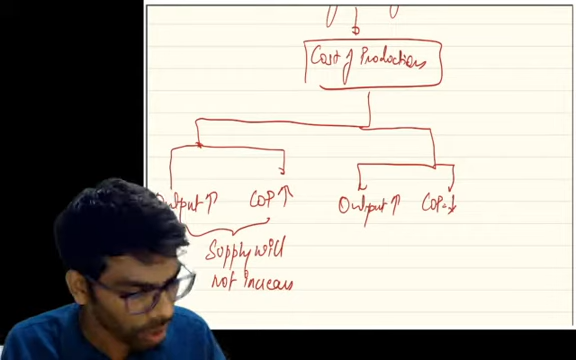 Cost of Production
Output ↑ COP ↑ Output ↑ COP ↓
Supply will
not increase